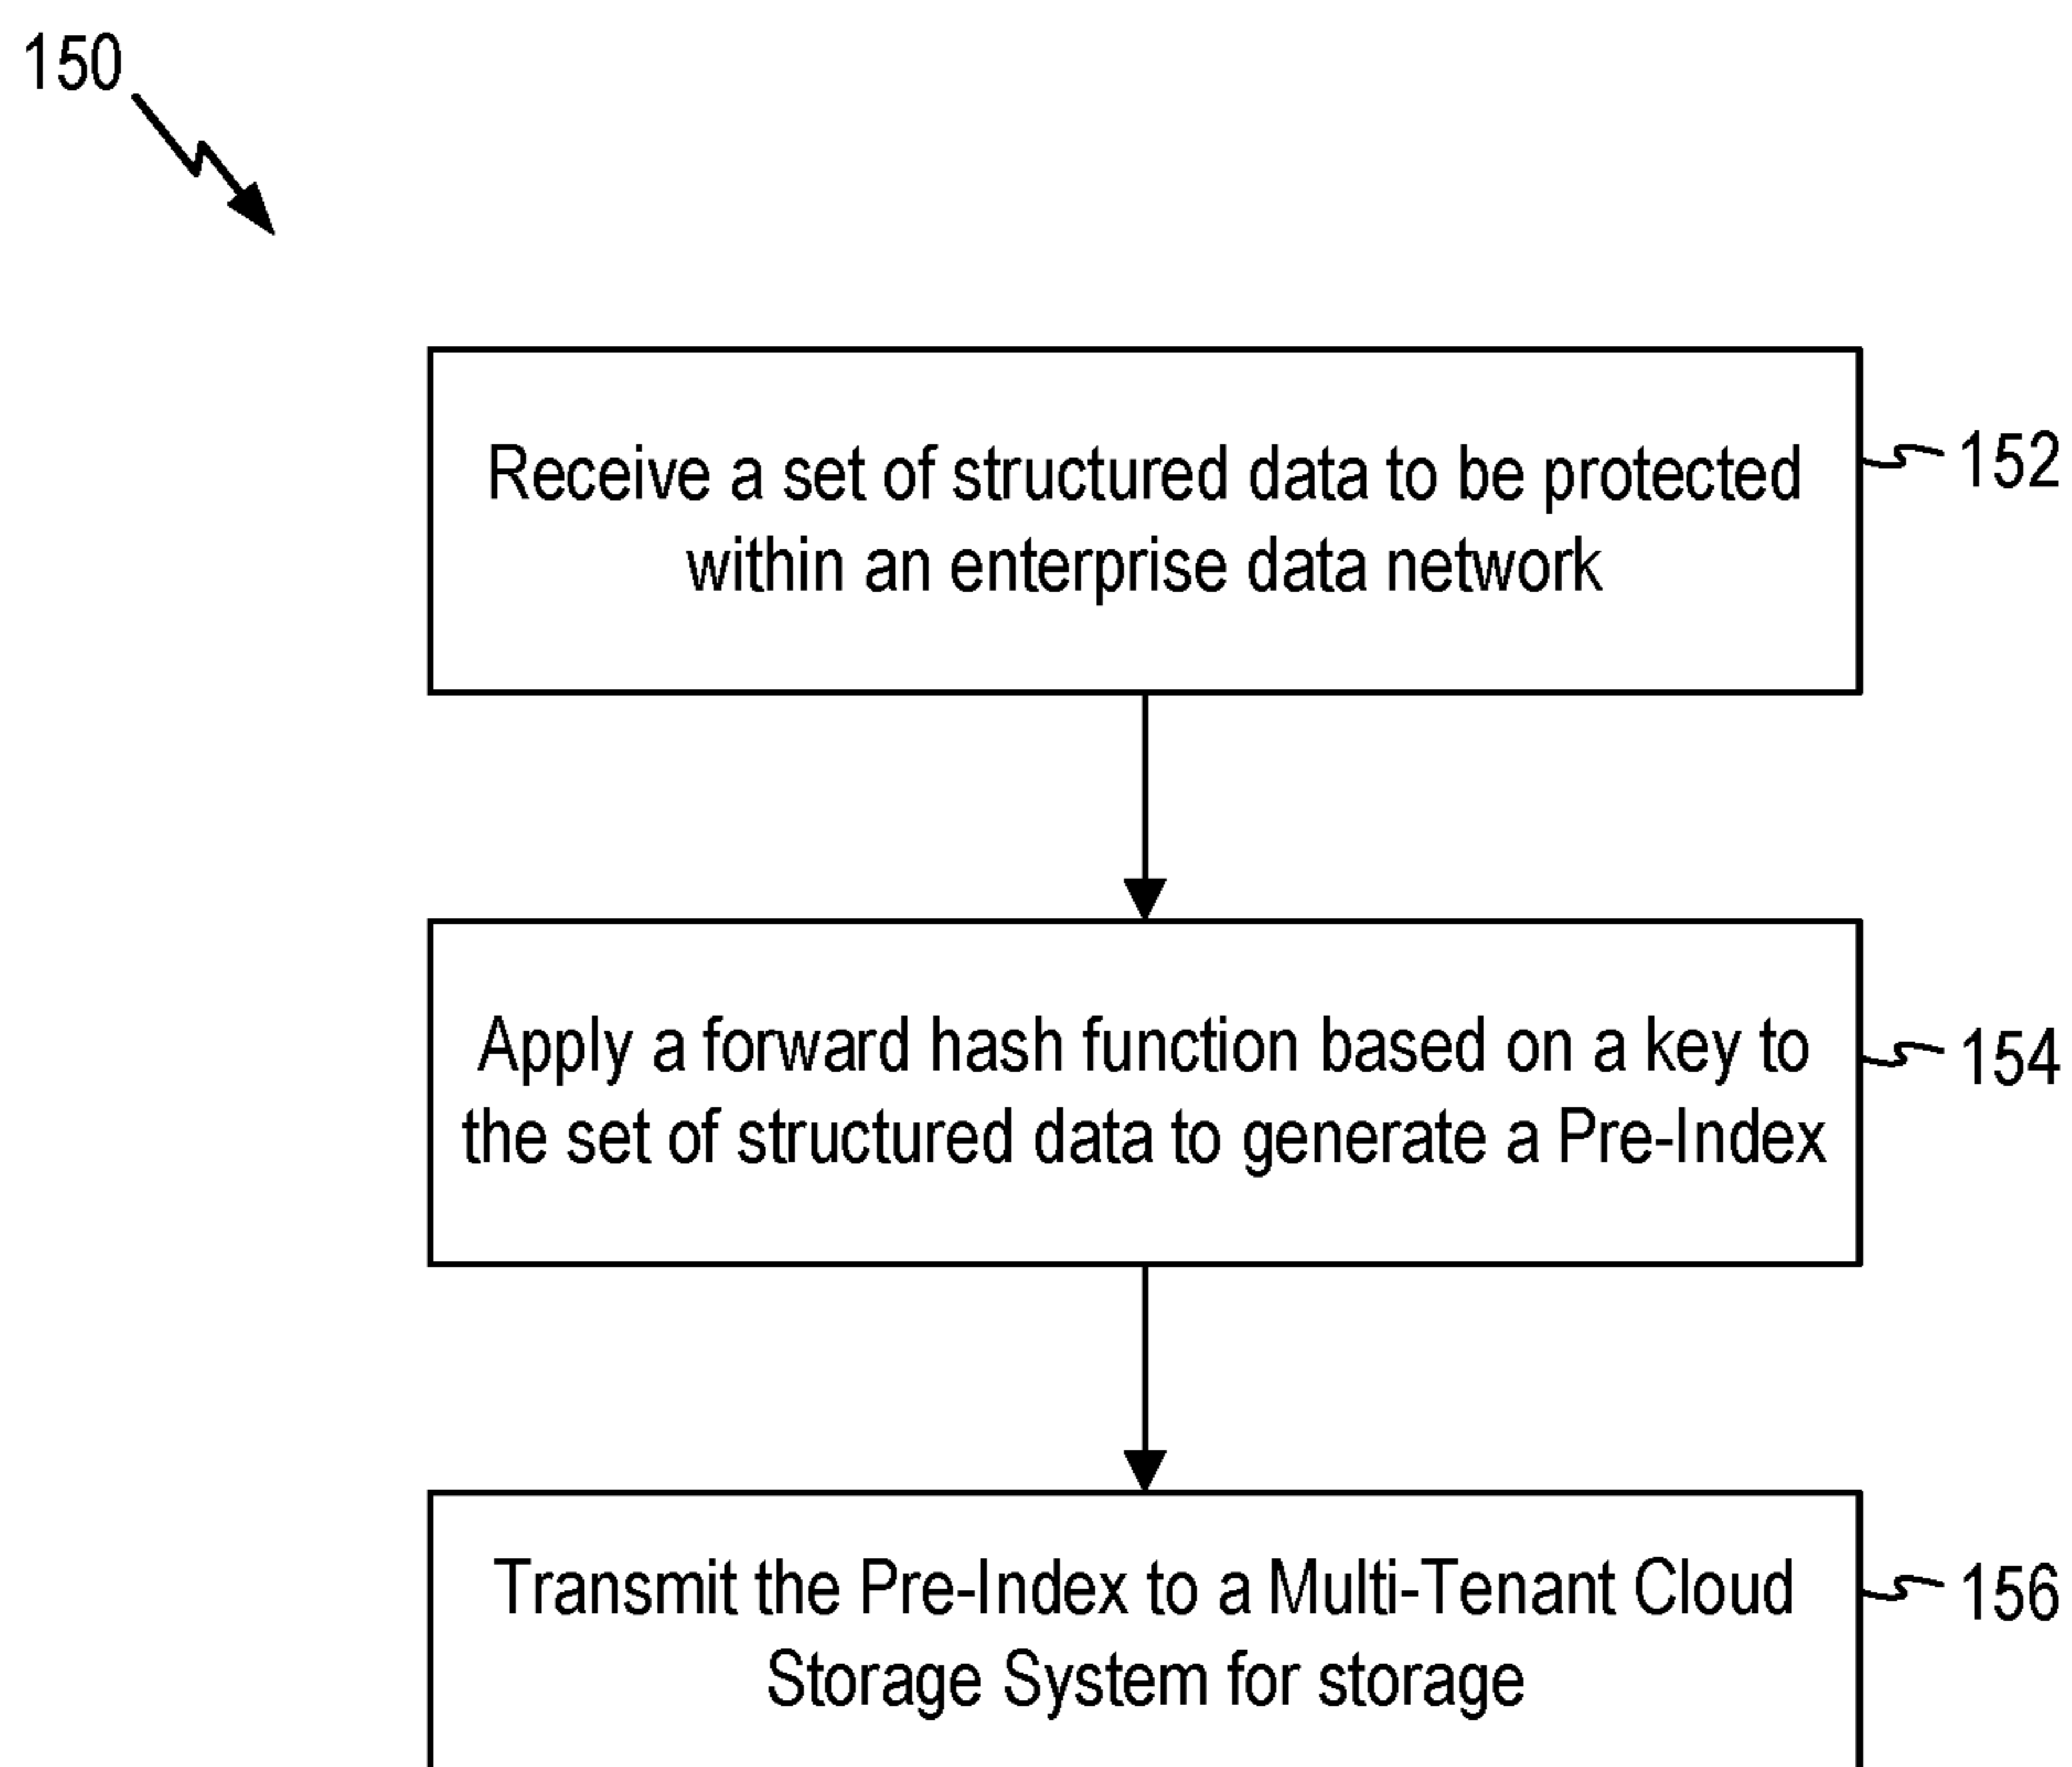 150
Receive a set of structured data to be protected
within an enterprise data network
152
Apply a forward hash function based on a key to
the set of structured data to generate a Pre-Index
154
Transmit the Pre-Index to a Multi-Tenant Cloud
Storage System for storage
156